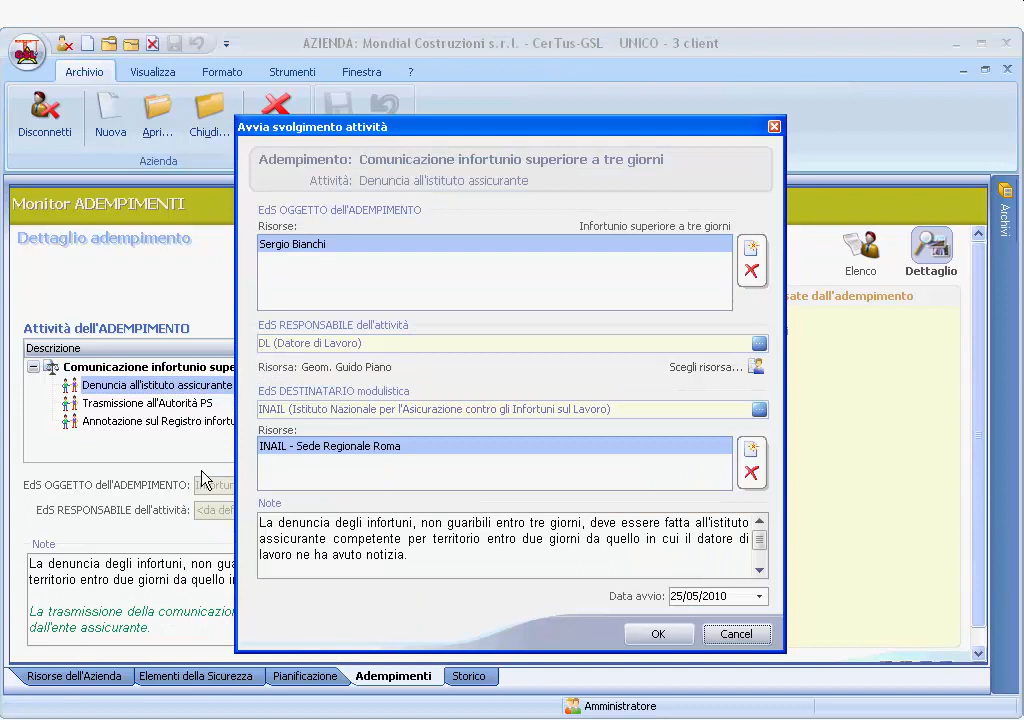 AZIENDA: Mondial Costruzioni s.r.l. - CerTus-GSL    UNICO - 3 client
GSL
Archivio Visualizza Formato Strumenti Finestra ?
Disconnetti Nuova Apri... Chiudi...
Azienda
Avvia svolgimento attività
Adempimento: Comunicazione infortunio superiore a tre giorni
Attività: Denuncia all'istituto assicurante
EdS OGGETTO dell'ADEMPIMENTO
Risorse: Infortunio superiore a tre giorni
Sergio Bianchi
EdS RESPONSABILE dell'attività
DL (Datore di Lavoro)
Risorsa: Geom. Guido Piano Scegli risorsa...
EdS DESTINATARIO modulistica
INAIL (Istituto Nazionale per l'Asicurazione contro gli Infortuni sul Lavoro)
Risorse:
INAIL - Sede Regionale Roma
Note
La denuncia degli infortuni, non guaribili entro tre giorni, deve essere fatta all'istituto
assicurante competente per territorio entro due giorni da quello in cui il datore di
lavoro ne ha avuto notizia.
Data avvio: 25/05/2010
OK Cancel
Monitor ADEMPIMENTI
Dettaglio adempimento
Elenco Dettaglio
sate dall'adempimento
Archivi
Attività dell'ADEMPIMENTO
Descrizione
Comunicazione infortunio supe
Denuncia all'istituto assicurante
Trasmissione all'Autorità PS
Annotazione sul Registro infortu
EdS OGGETTO dell'ADEMPIMENTO:
EdS RESPONSABILE dell'attività: <da def
Note
La denuncia degli infortuni, non gua
territorio entro due giorni da quello i
La trasmissione della comunicazio
dall'ente assicurante.
Risorse dell'Azienda Elementi della Sicurezza Pianificazione Adempimenti Storico
Amministratore